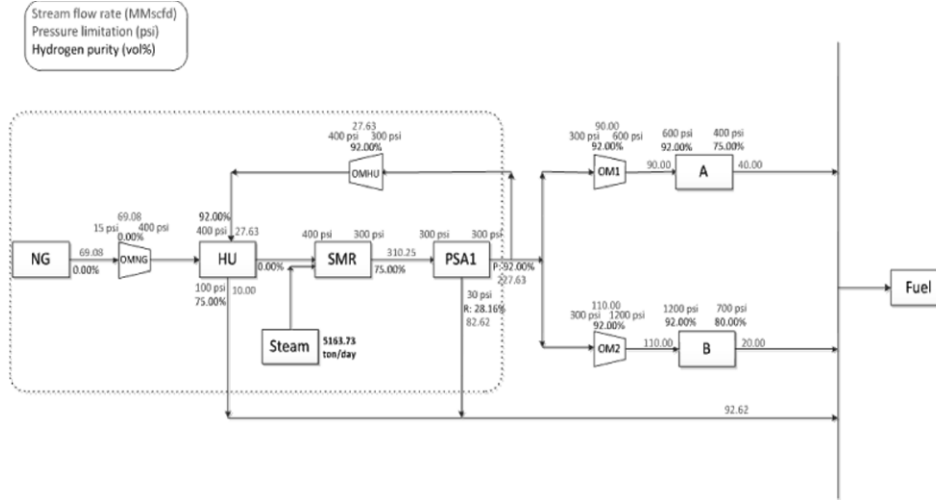 Stream flow rate (MMscfd)
Pressure limitation (psi)
Hydrogen purity (vol%)
27.63
400 psi 300 psi
92.00%
OMHU
90.00
300 psi 600 psi
92.00%
OM1
90.00
600 psi 400 psi
92.00% 75.00%
A
40.00
69.08
15 psi 400 psi
0.00%
NG
69.08
0.00%
OMNG
92.00%
400 psi 27.63
HU
0.00%
100 psi
75.00%
10.00
400 psi 300 psi
SMR
310.25
75.00%
300 psi 300 psi
PSA1
P: 92.00%
227.63
30 psi
R: 28.16%
82.62
Steam
5163.73
ton/day
110.00
300 psi 1200 psi
92.00%
OM2
110.00
1200 psi 700 psi
92.00% 80.00%
B
20.00
Fuel
92.62